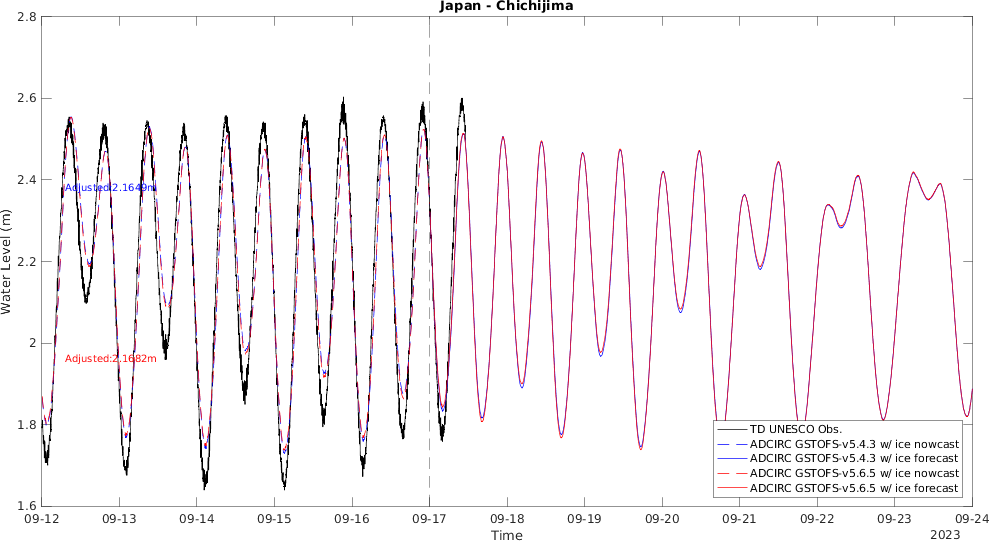 Japan - Chichijima
Water Level (m)
2.8
2.6
2.4
2.2
2
1.8
1.6
Adjusted:2.1649m
Adjusted:2.1682m
TD UNESCO Obs.
ADCIRC GSTOFS-v5.4.3 w/ ice nowcast
ADCIRC GSTOFS-v5.4.3 w/ ice forecast
ADCIRC GSTOFS-v5.6.5 w/ ice nowcast
ADCIRC GSTOFS-v5.6.5 w/ ice forecast
09-12 09-13 09-14 09-15 09-16 09-17 09-18 09-19 09-20 09-21 09-22 09-23 09-24
Time
2023